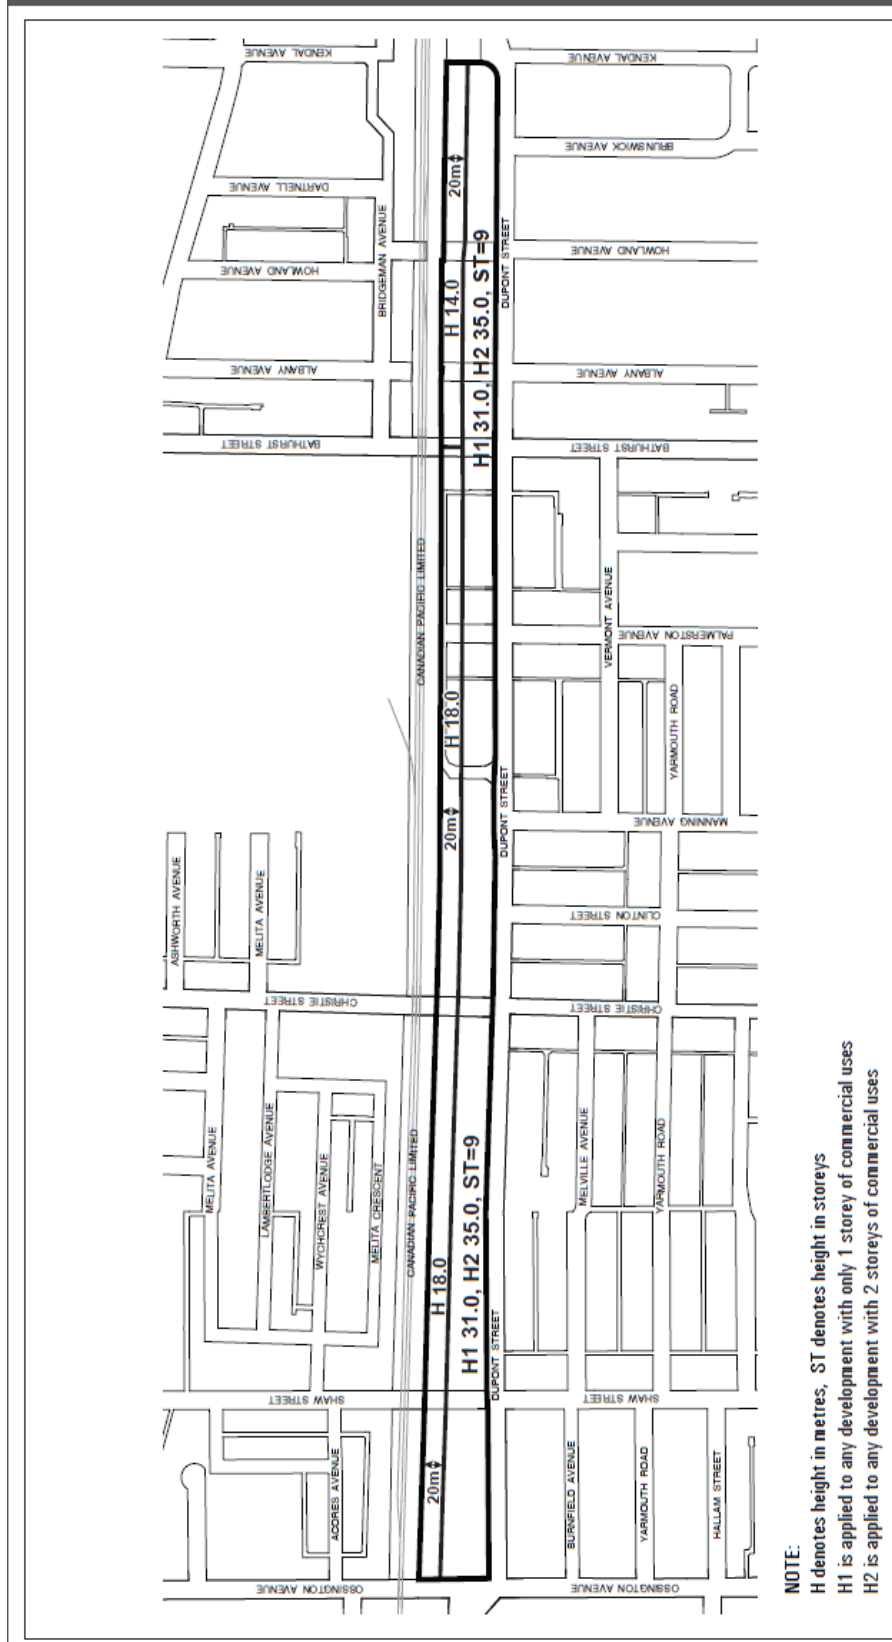 OSSINGTON AVENUE
ACORES AVENUE
SHAW STREET
MELITA AVENUE
LAMBERTLODGE AVENUE
WYCHCREST AVENUE
MELITA CRESCENT
CHRISTIE STREET
ASHWORTH AVENUE
MELITA AVENUE
BATHURST STREET
ALBANY AVENUE
HOWLAND AVENUE
BRIDGEMAN AVENUE
DARTNELL AVENUE
KENDAL AVENUE
CANADIAN PACIFIC LIMITED
CANADIAN PACIFIC LIMITED
20m
H 18.0
20m
H 18.0
H 14.0
20m
H1 31.0, H2 35.0, ST=9
H1 31.0, H2 35.0, ST=9
DUPONT STREET
DUPONT STREET
DUPONT STREET
OSSINGTON AVENUE
BURNFIELD AVENUE
YARMOUTH ROAD
HALLAM STREET
SHAW STREET
MELVILLE AVENUE
YARMOUTH ROAD
CHRISTIE STREET
CLINTON STREET
MANNING AVENUE
YARMOUTH ROAD
VERMONT AVENUE
PALMERSTON AVENUE
BATHURST STREET
ALBANY AVENUE
HOWLAND AVENUE
BRUNSWICK AVENUE
KENDAL AVENUE
NOTE:
H denotes height in metres, ST denotes height in storeys
H1 is applied to any development with only 1 storey of commercial uses
H2 is applied to any development with 2 storeys of commercial uses